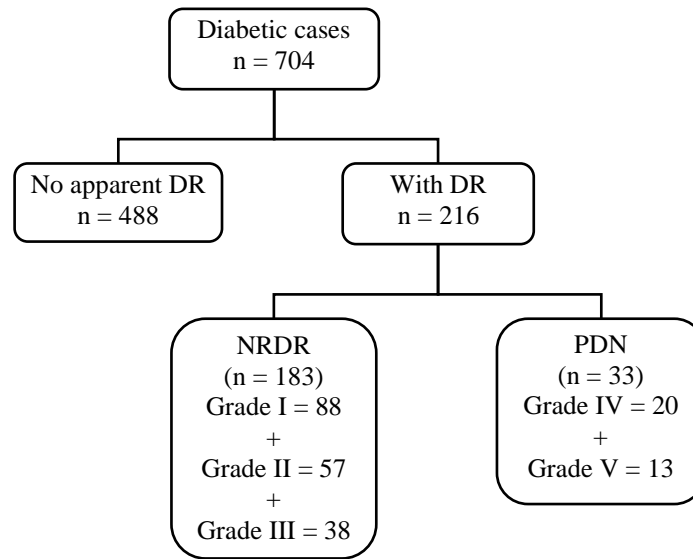 Diabetic cases
n = 704
No apparent DR
n = 488
With DR
n = 216
NRDR
(n = 183)
Grade I = 88
+
Grade II = 57
+
Grade III = 38
PDN
(n = 33)
Grade IV = 20
+
Grade V = 13